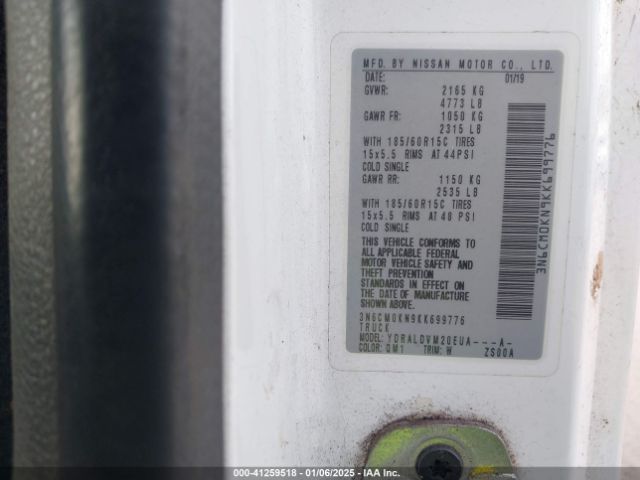 MFD. BY NISSAN MOTOR CO., LTD.
DATE: 01/19
GVWR: 2165 KG
4773 LB
GAWR FR: 1050 KG
2315 LB
WITH 185/60R15C TIRES
15x5.5 RIMS AT 44PSI
COLD SINGLE
GAWR RR: 1150 KG
2535 LB
WITH 185/60R15C TIRES
15x5.5 RIMS AT 48 PSI
COLD SINGLE
THIS VEHICLE CONFORMS TO
ALL APPLICABLE FEDERAL
MOTOR VEHICLE SAFETY AND
THEFT PREVENTION
STANDARDS IN EFFECT ON THE
DATE OF MANUFACTURE
3N6CM0KN9KK699776
TRUCK
MODEL: YDRALDVM20EUA---A-
COLOR: QM1 TRIM: W ZS00A
3N6CM0KN9KK699776
000-41259518 - 01/06/2025 - IAA Inc.